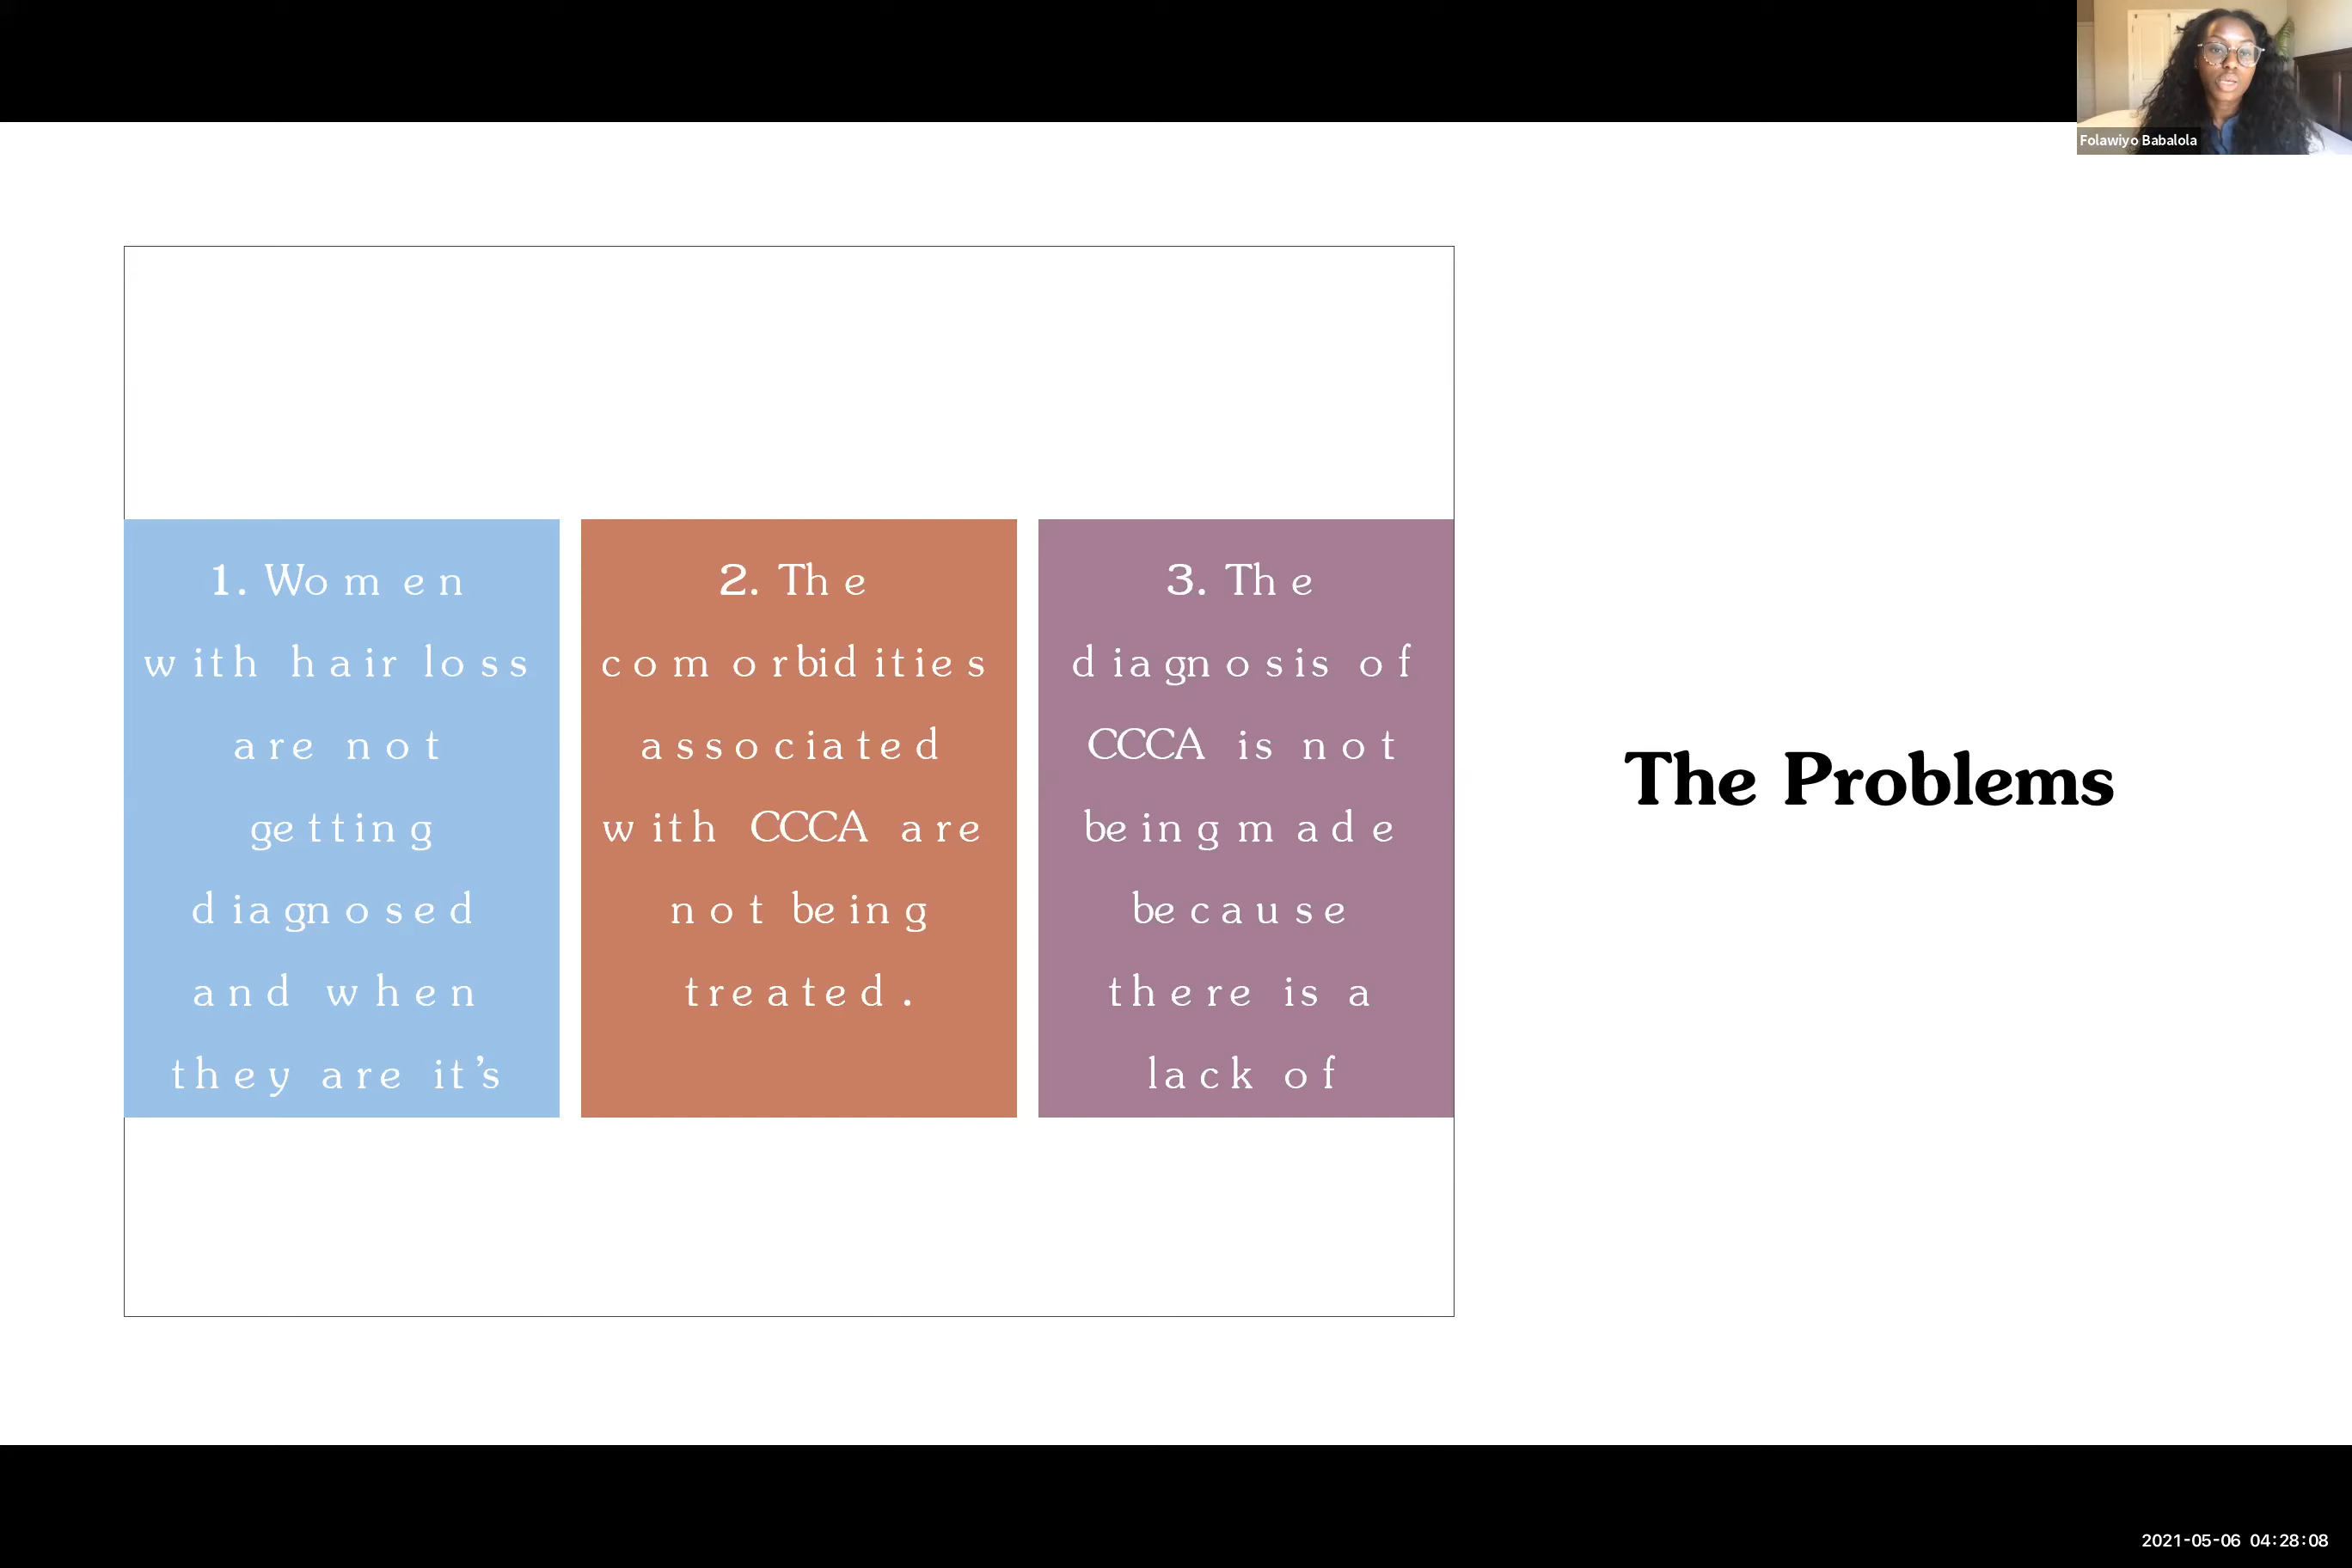 Folawiyo Babalola
1. Women
with hair loss
are not
getting
diagnosed
and when
they are it’s
2. The
comorbidities
associated
with CCCA are
not being
treated.
3. The
diagnosis of
CCCA is not
being made
because
there is a
lack of
The Problems
2021-05-06 04:28:08